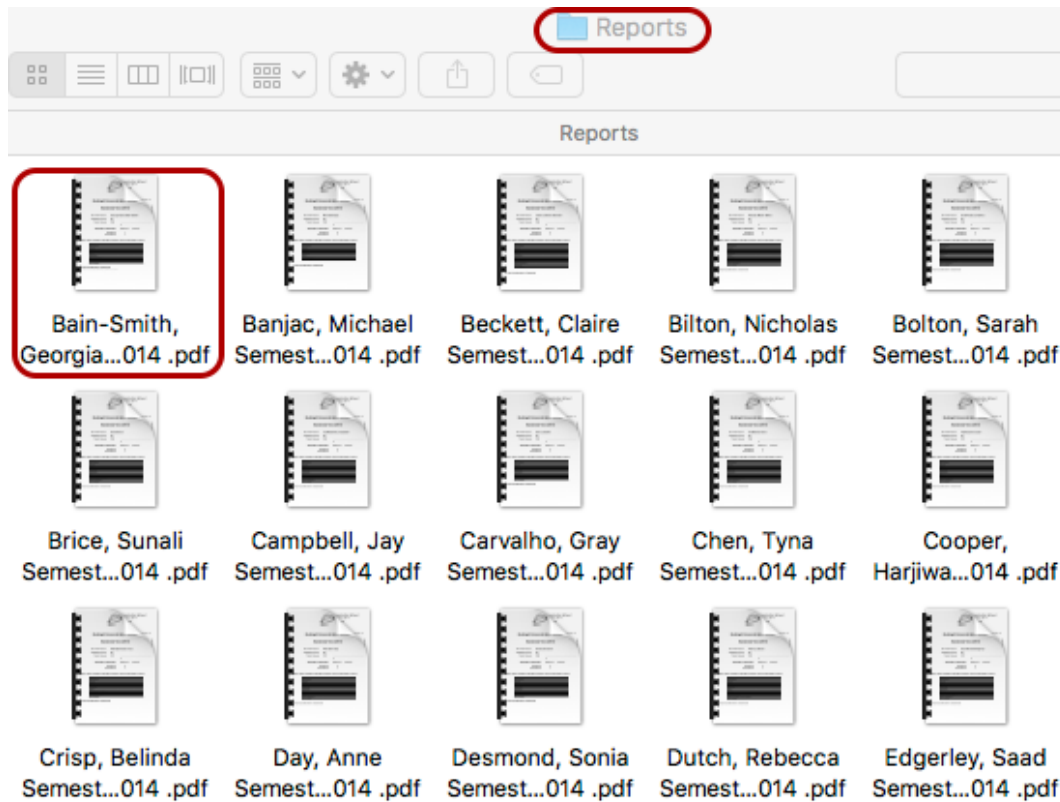 Reports
Reports
Bain-Smith, Banjac, Michael Beckett, Claire Bilton, Nicholas Bolton, Sarah
Georgia...014 .pdf Semest...014 .pdf Semest...014 .pdf Semest...014 .pdf Semest...014 .pdf
Brice, Sunali Campbell, Jay Carvalho, Gray Chen, Tyna Cooper,
Semest...014 .pdf Semest...014 .pdf Semest...014 .pdf Semest...014 .pdf Harjiwa...014 .pdf
Crisp, Belinda Day, Anne Desmond, Sonia Dutch, Rebecca Edgerley, Saad
Semest...014 .pdf Semest...014 .pdf Semest...014 .pdf Semest...014 .pdf Semest...014 .pdf